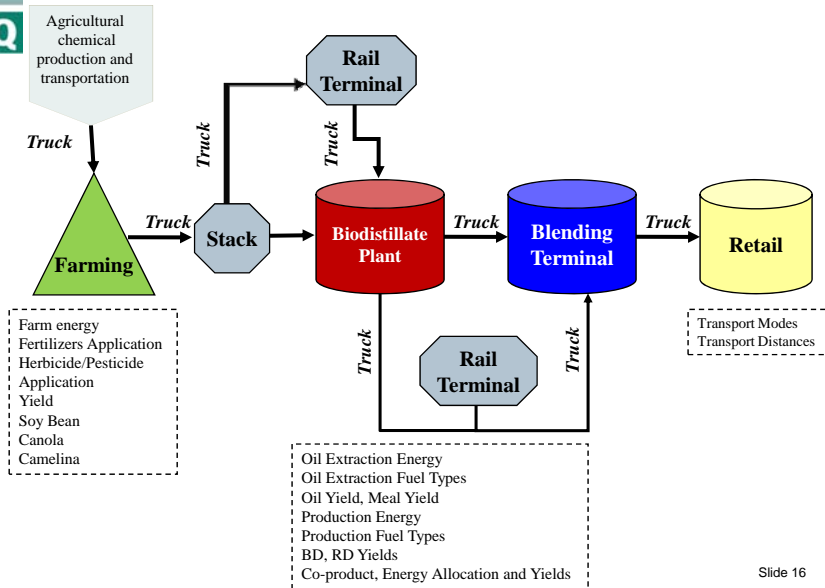 Q
Agricultural
chemical
production and
transportation
Truck
Farming
Truck
Stack
Truck
Rail
Terminal
Truck
Biodistillate
Plant
Truck
Blending
Terminal
Truck
Retail
Truck
Rail
Terminal
Truck
Farm energy
Fertilizers Application
Herbicide/Pesticide
Application
Yield
Soy Bean
Canola
Camelina
Transport Modes
Transport Distances
Oil Extraction Energy
Oil Extraction Fuel Types
Oil Yield, Meal Yield
Production Energy
Production Fuel Types
BD, RD Yields
Co-product, Energy Allocation and Yields
Slide 16